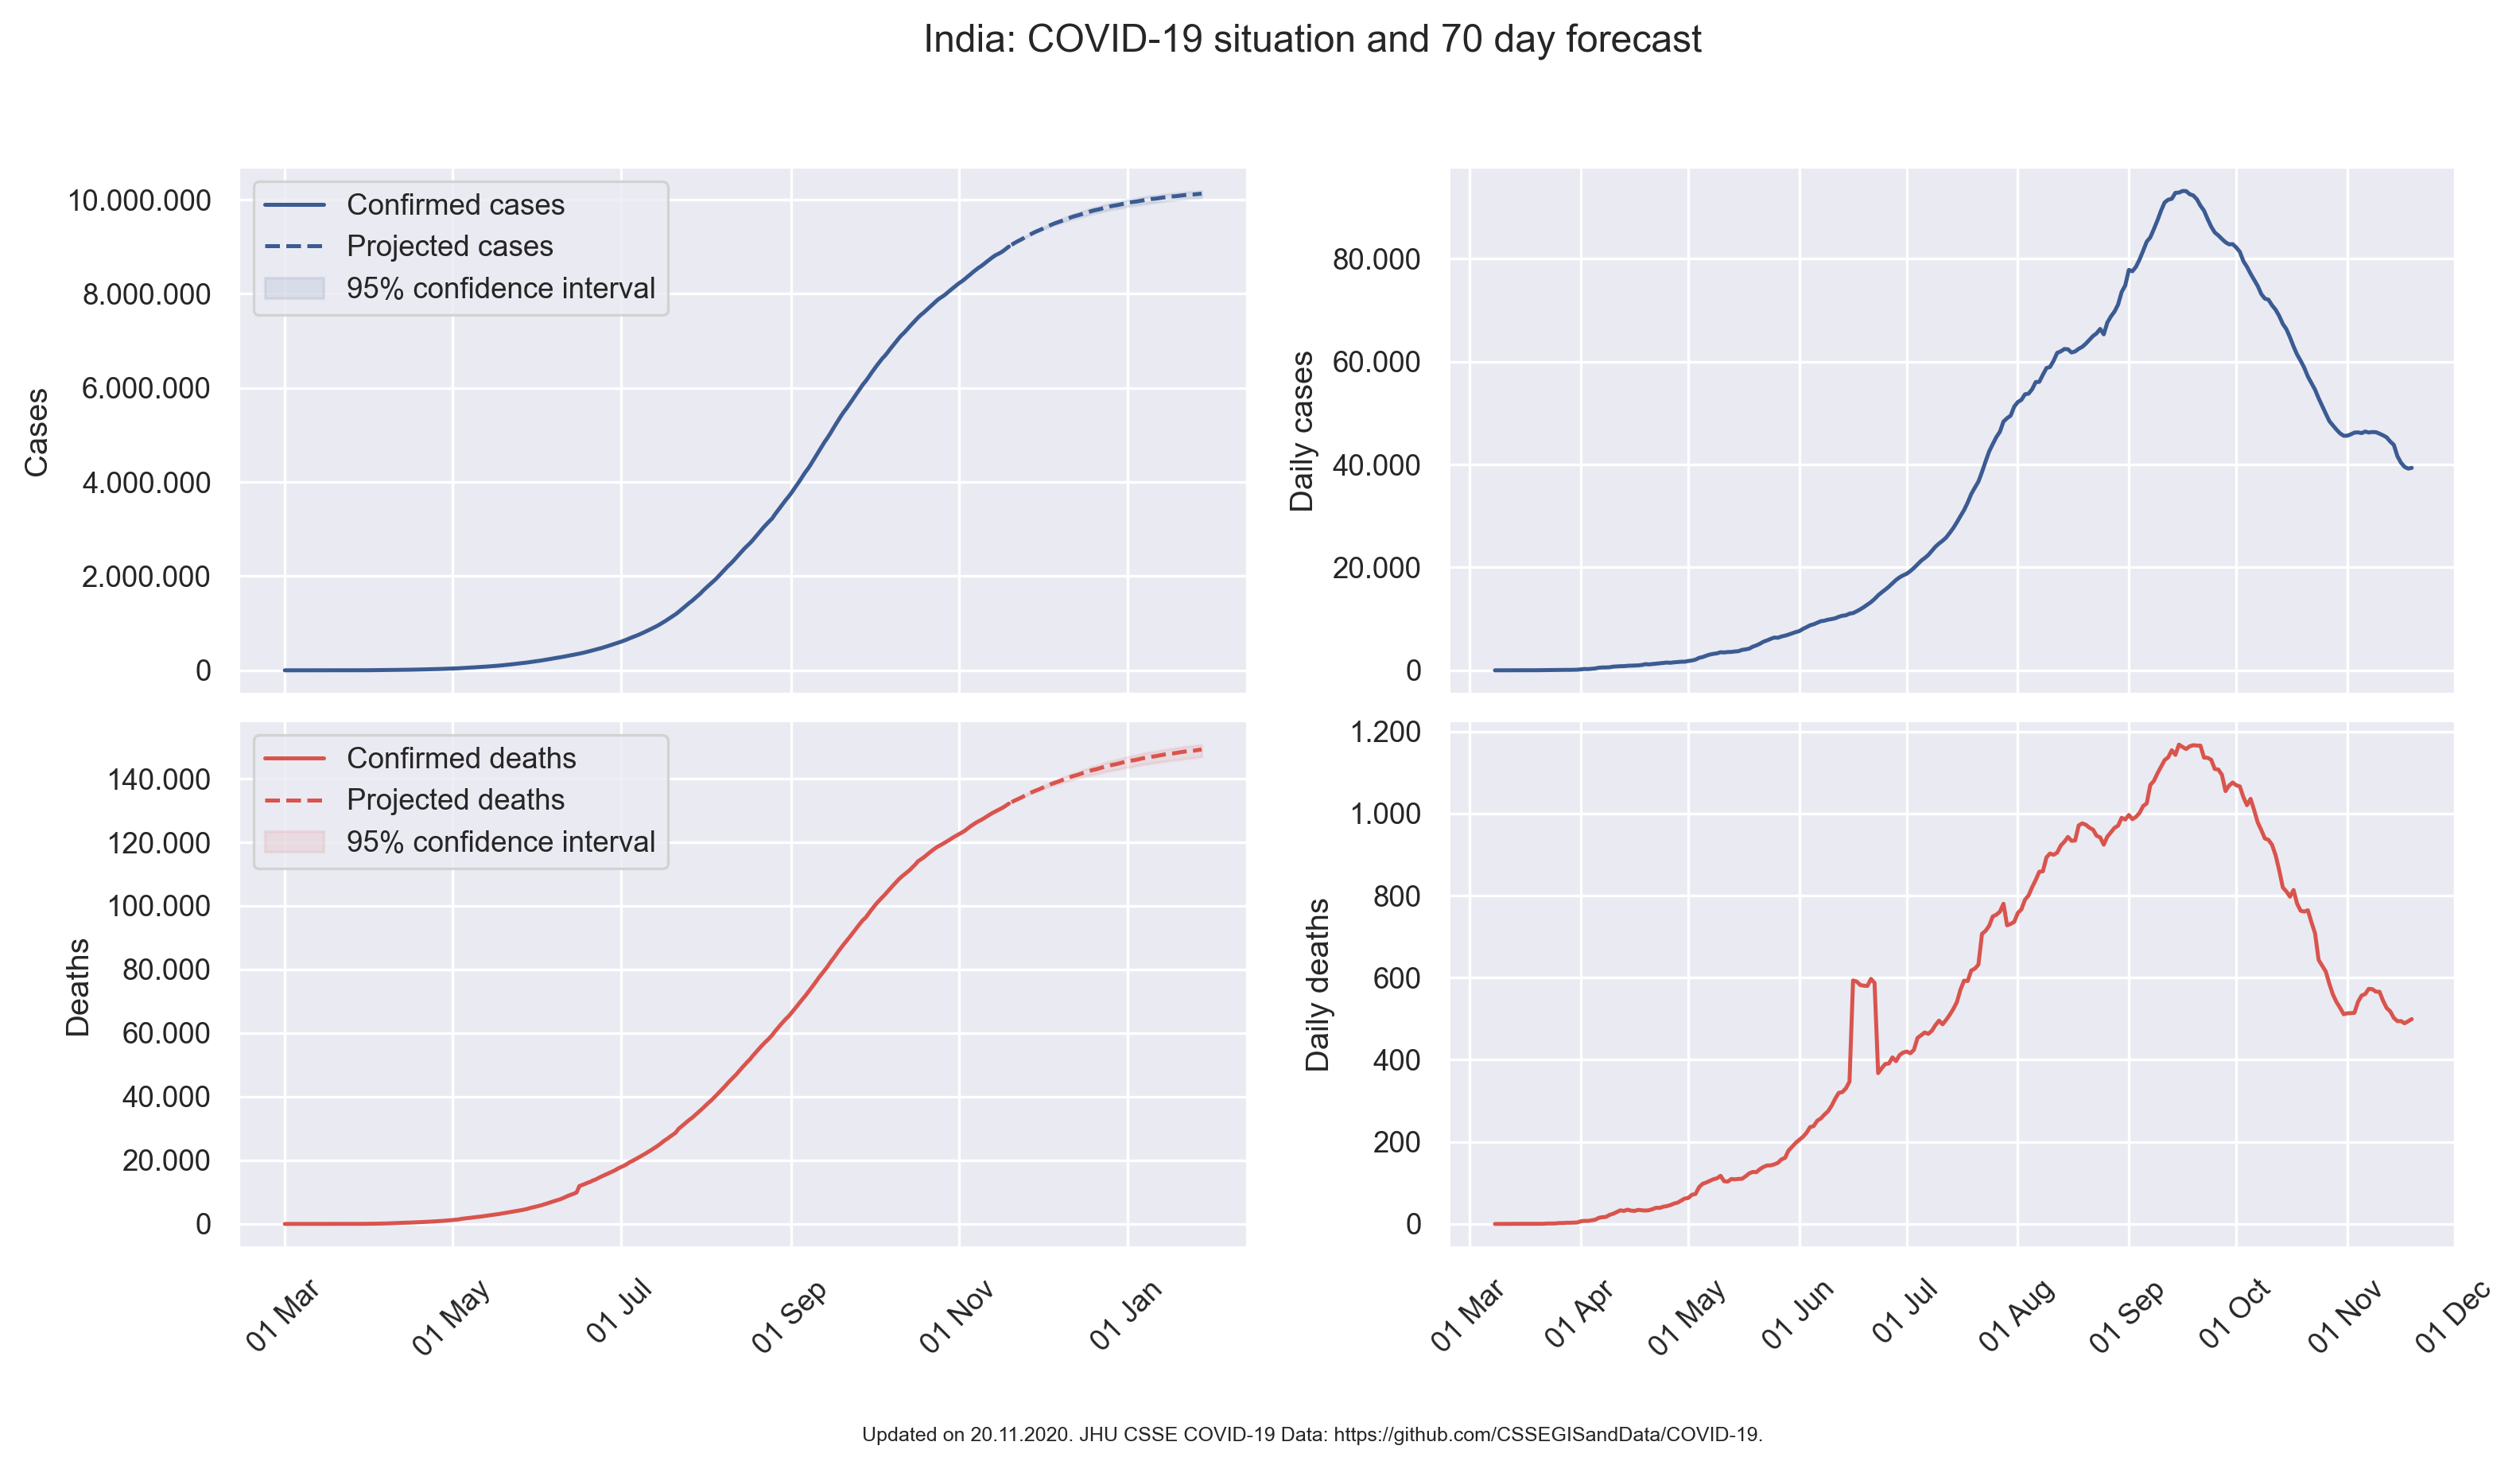 India: COVID-19 situation and 70 day forecast
Confirmed cases
Projected cases
95% confidence interval
10.000.000
8.000.000
6.000.000
4.000.000
2.000.000
0
Cases
80.000
60.000
40.000
20.000
0
Daily cases
Confirmed deaths
Projected deaths
95% confidence interval
140.000
120.000
100.000
80.000
60.000
40.000
20.000
0
Deaths
01 Mar
01 May
01 Jul
01 Sep
01 Nov
01 Jan
1.200
1.000
800
600
400
200
0
Daily deaths
01 Mar
01 Apr
01 May
01 Jun
01 Jul
01 Aug
01 Sep
01 Oct
01 Nov
01 Dec
Updated on 20.11.2020. JHU CSSE COVID-19 Data: https://github.com/CSSEGISandData/COVID-19.